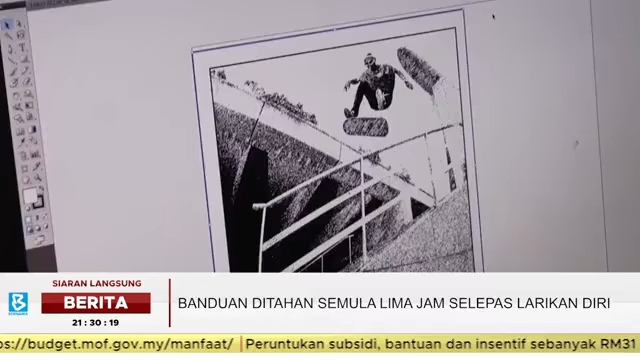 SIARAN LANGSUNG
BERITA
21:30:19
BANDUAN DITAHAN SEMULA LIMA JAM SELEPAS LARIKAN DIRI
s://budget.mof.gov.my/manfaat/ | Peruntukan subsidi, bantuan dan insentif sebanyak RM31